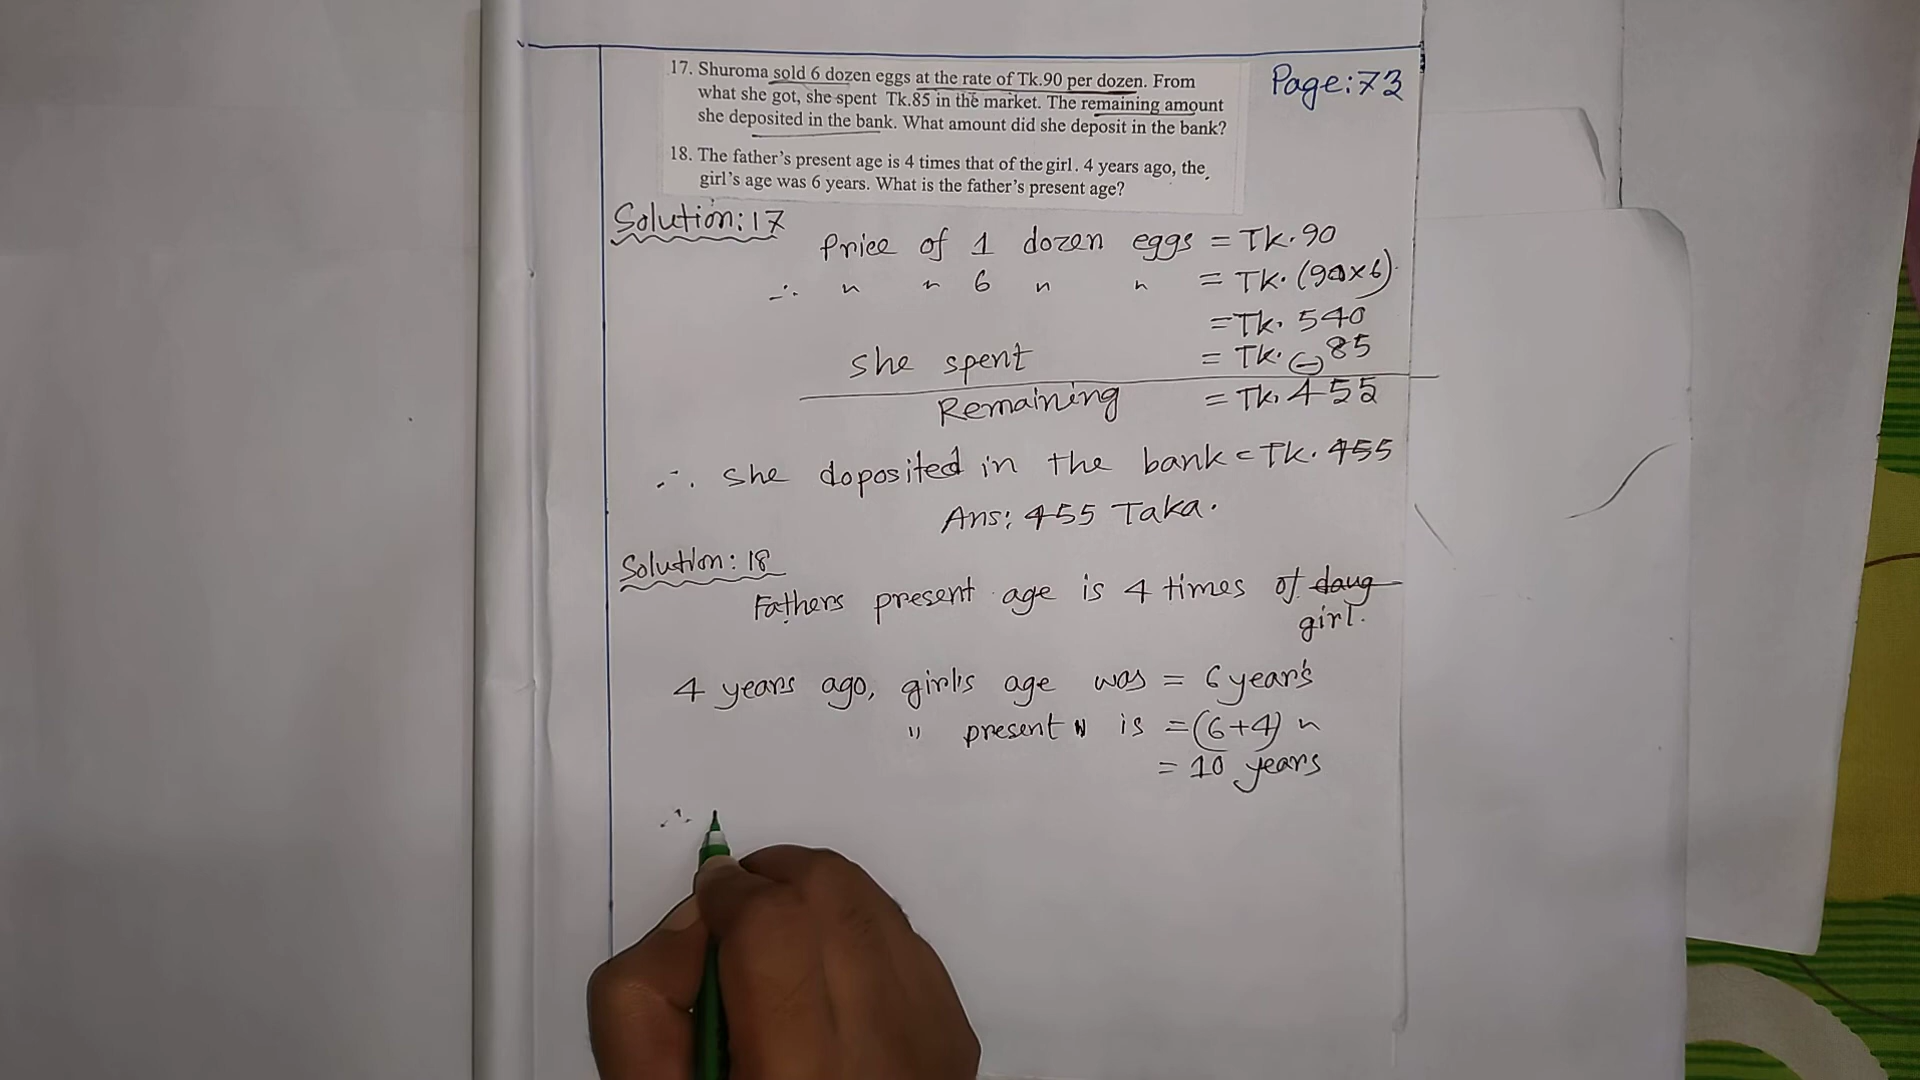 Page:73
17. Shuroma sold 6 dozen eggs at the rate of Tk.90 per dozen. From
what she got, she spent Tk.85 in the market. The remaining amount
she deposited in the bank. What amount did she deposit in the bank?
18. The father's present age is 4 times that of the girl. 4 years ago, the
girl's age was 6 years. What is the father's present age?
Solution:17
Price of 1 dozen eggs = Tk.90
∴ " " 6 " " = Tk. (90×6)
=Tk. 540
She spent = Tk. (-) 85
Remaining = Tk. 455
∴ She doposited in the bank = Tk. 455
Ans: 455 Taka.
Solution: 18
Fathers present age is 4 times of daug
girl.
4 years ago, girl's age was = 6 year's
" present " is = (6+4) "
= 10 years
∴